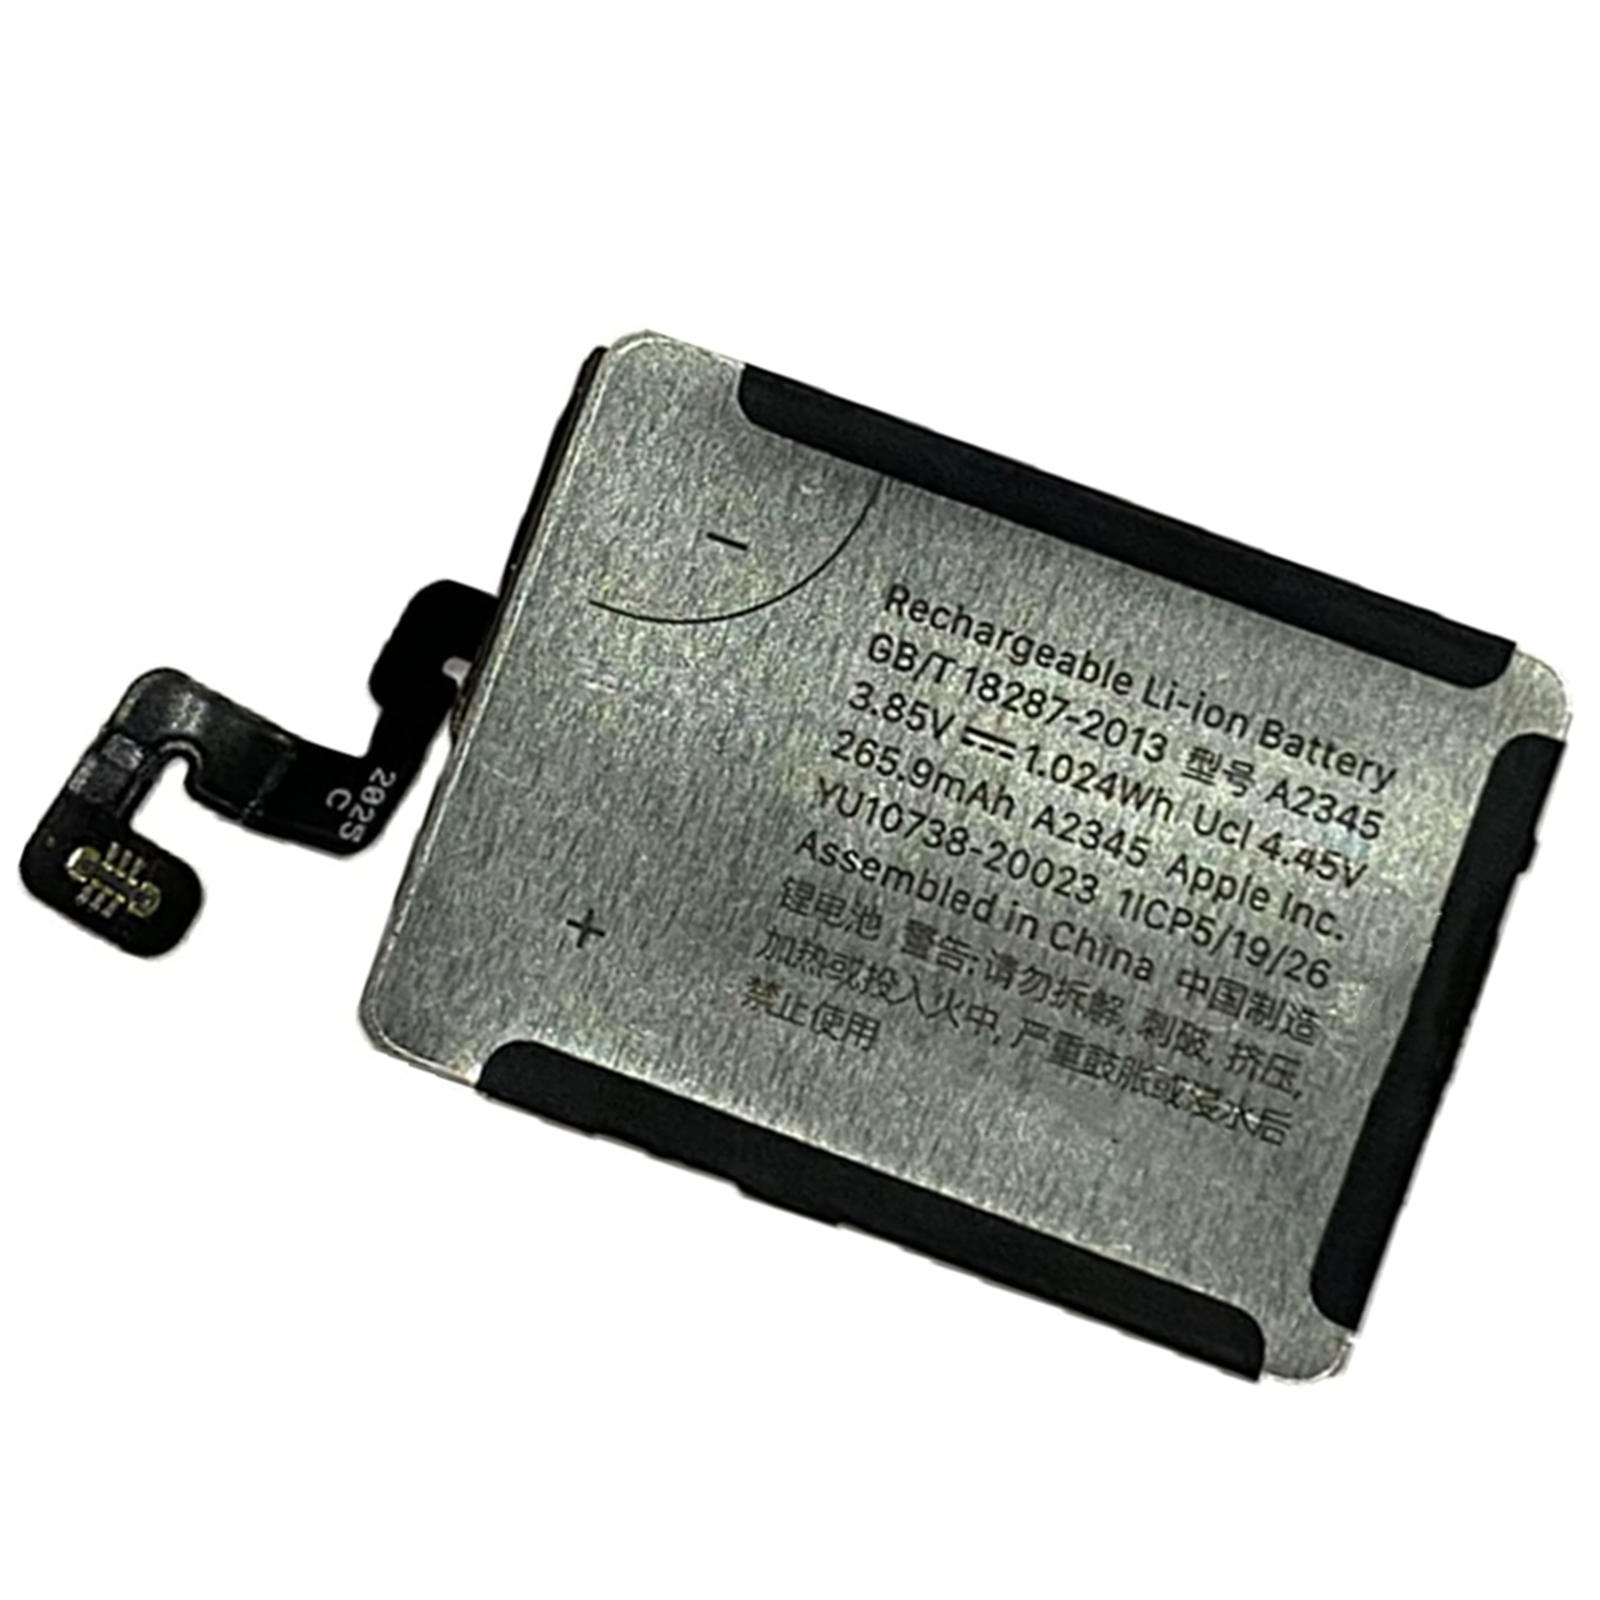 −
Rechargeable Li-ion Battery
GB/T 18287-2013 型号 A2345
3.85V ⎓ 1.024Wh Ucl 4.45V
265.9mAh A2345 Apple Inc.
YU10738-20023 1ICP5/19/26
Assembled in China 中国制造
锂电池 警告:请勿拆解, 刺破, 挤压,
加热或投入火中, 严重鼓胀或浸水后
禁止使用
+
2025
C